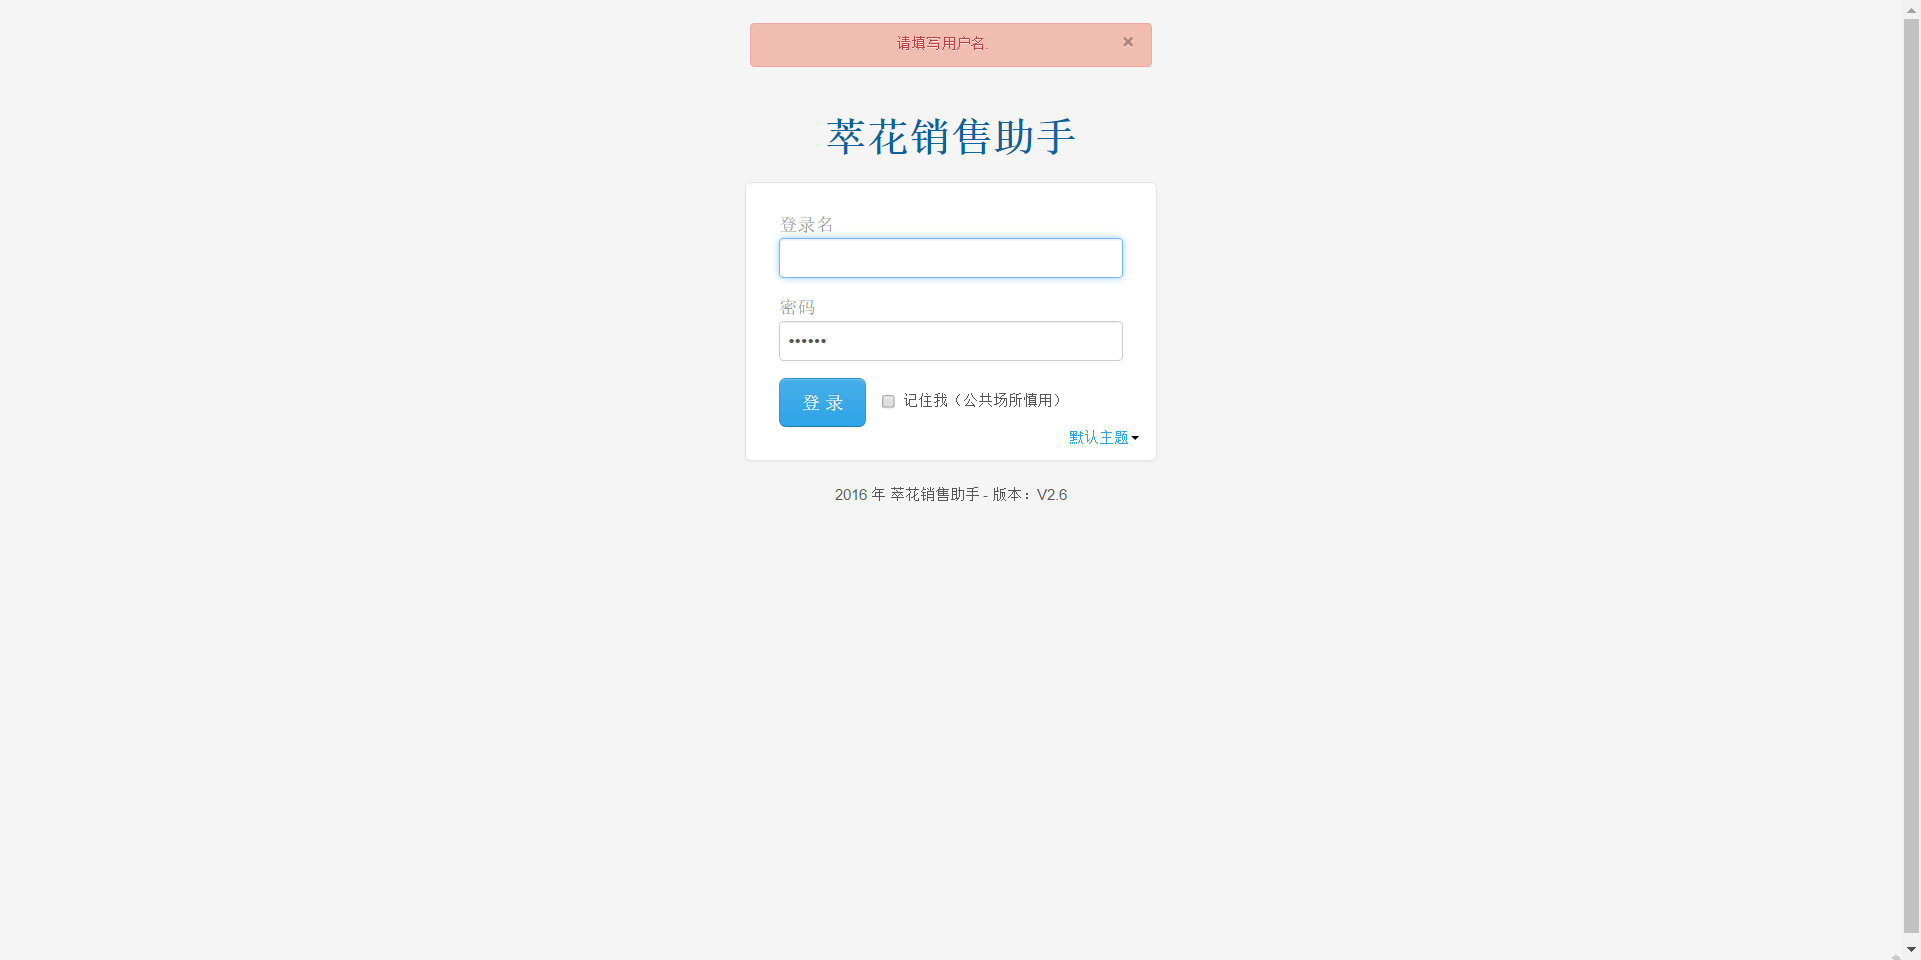 请填写用户名.
×
萃花销售助手
登录名
密码
••••••
登 录 记住我（公共场所慎用）
默认主题
2016 年 萃花销售助手 - 版本：V2.6